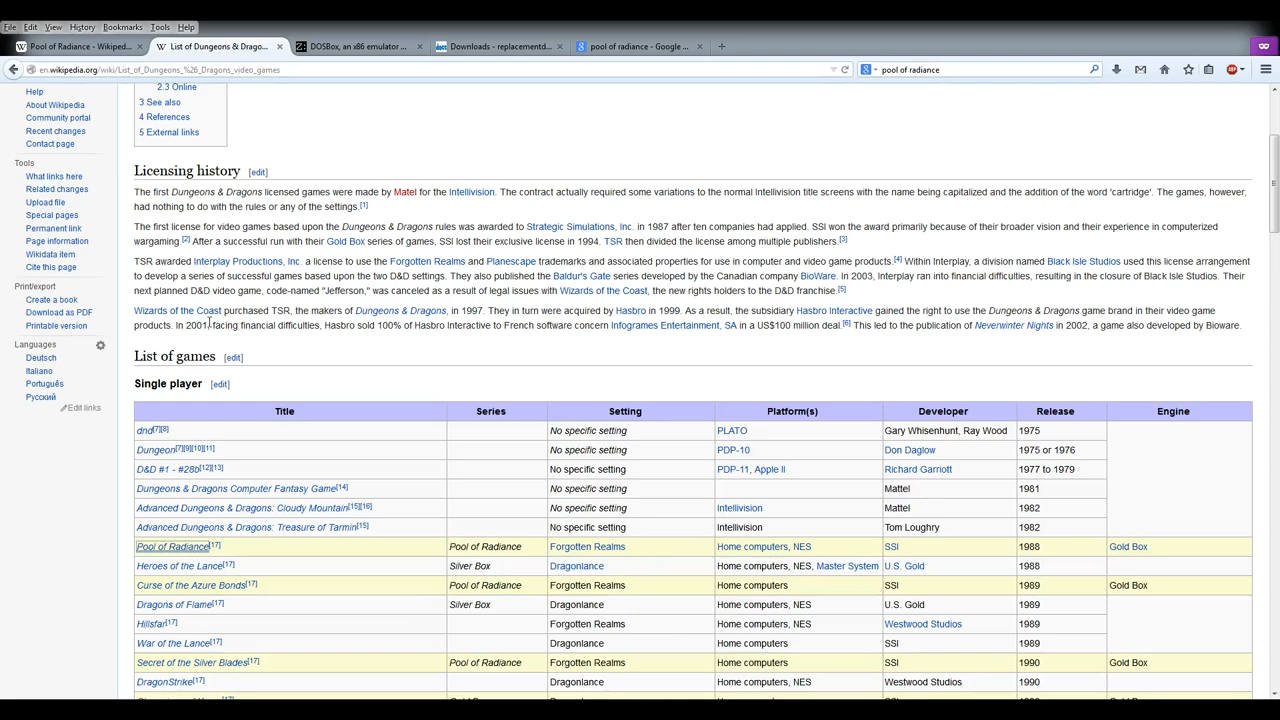 File Edit View History Bookmarks Tools Help
Pool of Radiance - Wikiped... × List of Dungeons & Drago... × DOSBox, an x86 emulator ... × Downloads - replacementd... × pool of radiance - Google ... × +
en.wikipedia.org/wiki/List_of_Dungeons_%26_Dragons_video_games pool of radiance
Help
About Wikipedia
Community portal
Recent changes
Contact page
Tools
What links here
Related changes
Upload file
Special pages
Permanent link
Page information
Wikidata item
Cite this page
Print/export
Create a book
Download as PDF
Printable version
Languages
Deutsch
Italiano
Português
Русский
Edit links
2.3 Online
3 See also
4 References
5 External links
Licensing history [edit]
The first Dungeons & Dragons licensed games were made by Matel for the Intellivision. The contract actually required some variations to the normal Intellivision title screens with the name being capitalized and the addition of the word 'cartridge'. The games, however,
had nothing to do with the rules or any of the settings.[1]
The first license for video games based upon the Dungeons & Dragons rules was awarded to Strategic Simulations, Inc. in 1987 after ten companies had applied. SSI won the award primarily because of their broader vision and their experience in computerized
wargaming.[2] After a successful run with their Gold Box series of games, SSI lost their exclusive license in 1994. TSR then divided the license among multiple publishers.[3]
TSR awarded Interplay Productions, Inc. a license to use the Forgotten Realms and Planescape trademarks and associated properties for use in computer and video game products.[4] Within Interplay, a division named Black Isle Studios used this license arrangement
to develop a series of successful games based upon the two D&D settings. They also published the Baldur's Gate series developed by the Canadian company BioWare. In 2003, Interplay ran into financial difficulties, resulting in the closure of Black Isle Studios. Their
next planned D&D video game, code-named "Jefferson," was canceled as a result of legal issues with Wizards of the Coast, the new rights holders to the D&D franchise.[5]
Wizards of the Coast purchased TSR, the makers of Dungeons & Dragons, in 1997. They in turn were acquired by Hasbro in 1999. As a result, the subsidiary Hasbro Interactive gained the right to use the Dungeons & Dragons game brand in their video game
products. In 2001, facing financial difficulties, Hasbro sold 100% of Hasbro Interactive to French software concern Infogrames Entertainment, SA in a US$100 million deal.[6] This led to the publication of Neverwinter Nights in 2002, a game also developed by Bioware.
List of games [edit]
Single player [edit]
Title Series Setting Platform(s) Developer Release Engine
dnd[7][8] No specific setting PLATO Gary Whisenhunt, Ray Wood 1975
Dungeon[7][9][10][11] No specific setting PDP-10 Don Daglow 1975 or 1976
D&D #1 - #28b[12][13] No specific setting PDP-11, Apple II Richard Garriott 1977 to 1979
Dungeons & Dragons Computer Fantasy Game[14] No specific setting Mattel 1981
Advanced Dungeons & Dragons: Cloudy Mountain[15][16] No specific setting Intellivision Mattel 1982
Advanced Dungeons & Dragons: Treasure of Tarmin[15] No specific setting Intellivision Tom Loughry 1982
Pool of Radiance[17] Pool of Radiance Forgotten Realms Home computers, NES SSI 1988 Gold Box
Heroes of the Lance[17] Silver Box Dragonlance Home computers, NES, Master System U.S. Gold 1988
Curse of the Azure Bonds[17] Pool of Radiance Forgotten Realms Home computers SSI 1989 Gold Box
Dragons of Flame[17] Silver Box Dragonlance Home computers, NES U.S. Gold 1989
Hillsfar[17] Forgotten Realms Home computers, NES Westwood Studios 1989
War of the Lance[17] Dragonlance Home computers SSI 1989
Secret of the Silver Blades[17] Pool of Radiance Forgotten Realms Home computers SSI 1990 Gold Box
DragonStrike[17] Dragonlance Home computers, NES Westwood Studios 1990